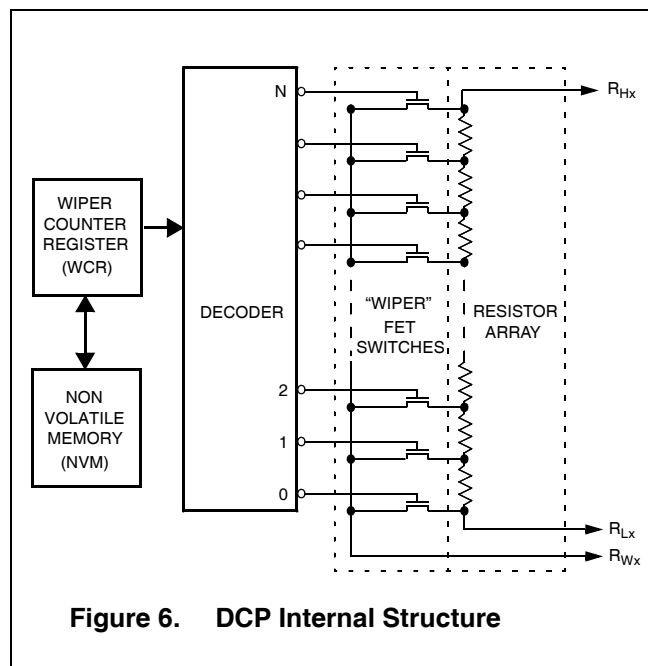 N
R_Hx
WIPER
COUNTER
REGISTER
(WCR)
DECODER
"WIPER"
FET
SWITCHES
RESISTOR
ARRAY
NON
VOLATILE
MEMORY
(NVM)
2
1
0
R_Lx
R_Wx
Figure 6. DCP Internal Structure